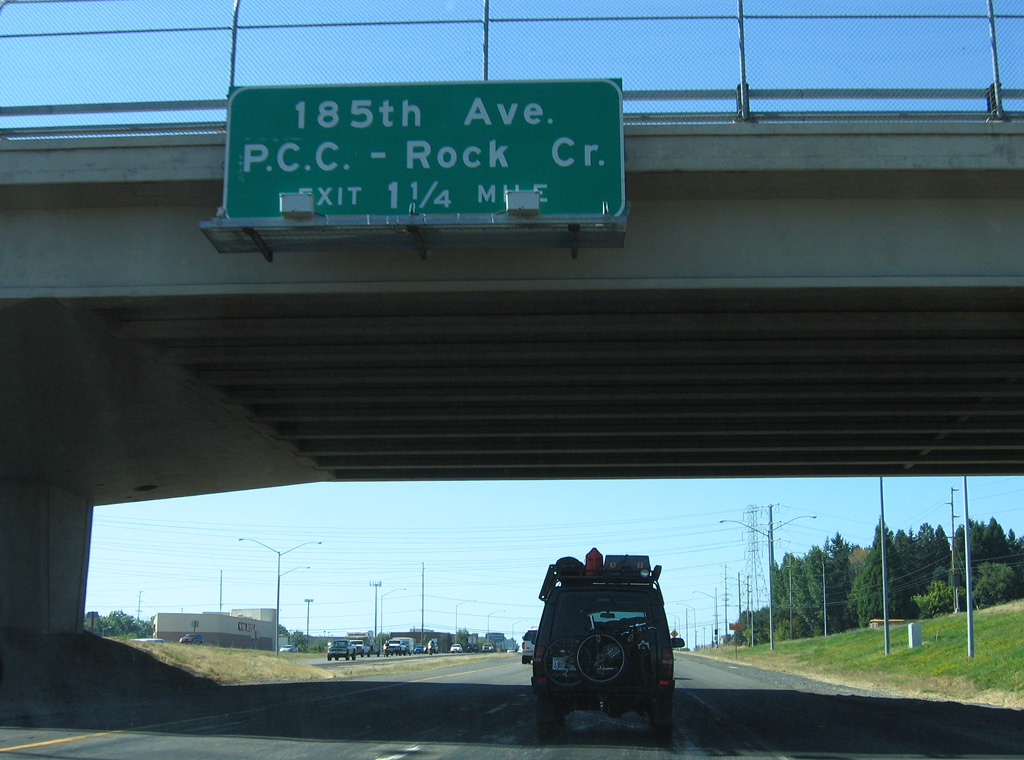 185th Ave.
P.C.C. - Rock Cr.
EXIT 1 1/4 MILE